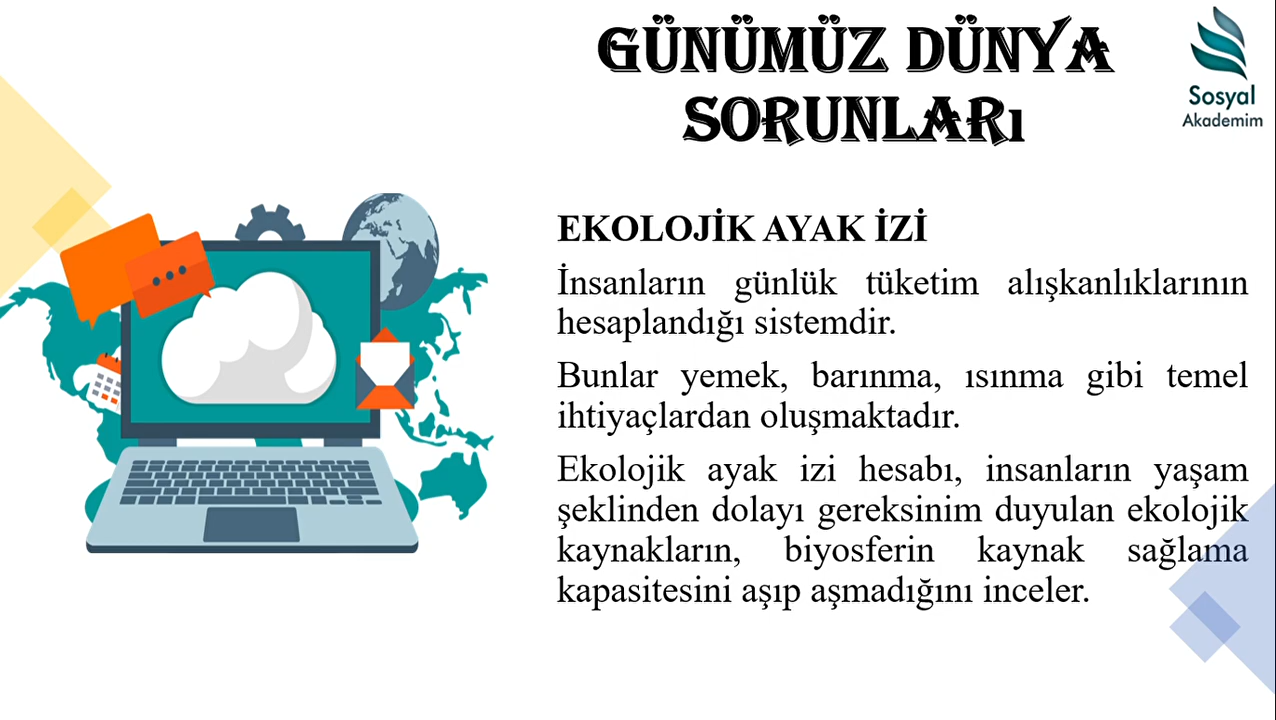 GÜNÜMÜZ DÜNYA
SORUNLARı
Sosyal
Akademim
EKOLOJİK AYAK İZİ
İnsanların günlük tüketim alışkanlıklarının
hesaplandığı sistemdir.
Bunlar yemek, barınma, ısınma gibi temel
ihtiyaçlardan oluşmaktadır.
Ekolojik ayak izi hesabı, insanların yaşam
şeklinden dolayı gereksinim duyulan ekolojik
kaynakların, biyosferin kaynak sağlama
kapasitesini aşıp aşmadığını inceler.